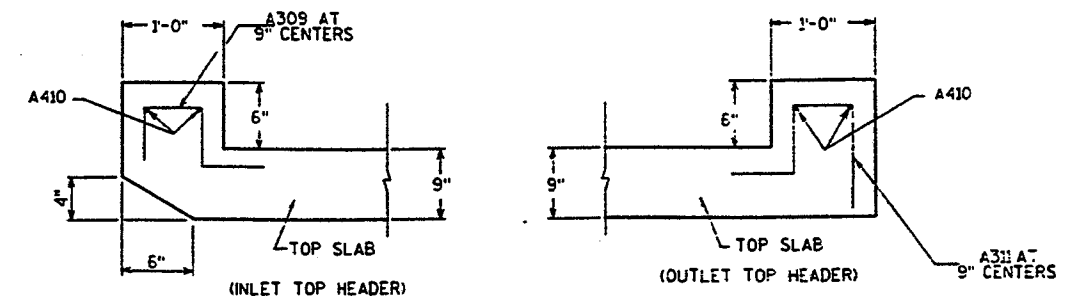 1'-0"
A309 AT
9" CENTERS
A410
6"
9"
4"
6"
TOP SLAB
(INLET TOP HEADER)
1'-0"
A410
6"
9"
TOP SLAB
(OUTLET TOP HEADER)
A311 AT
9" CENTERS